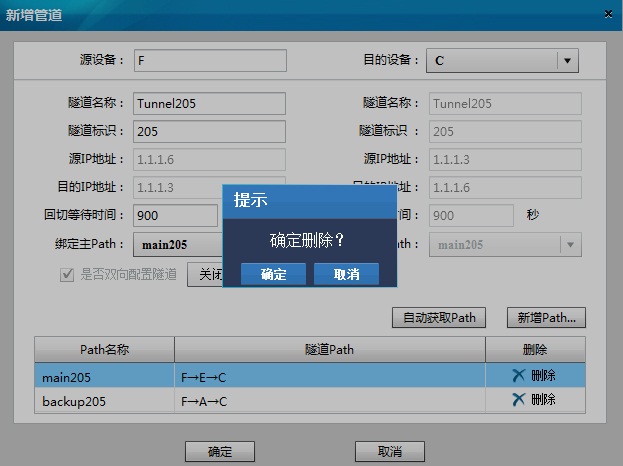 新增管道
源设备： F 目的设备： C
隧道名称： Tunnel205 隧道名称： Tunnel205
隧道标识： 205 隧道标识： 205
源IP地址： 1.1.1.6 源IP地址： 1.1.1.3
目的IP地址： 1.1.1.3 目的IP地址： 1.1.1.6
回切等待时间： 900 时间： 900 秒
绑定主Path： main205 ath： main205
是否双向配置隧道 关闭
提示
确定删除？
确定 取消
自动获取Path 新增Path...
Path名称 隧道Path 删除
main205 F→E→C 删除
backup205 F→A→C 删除
确定 取消